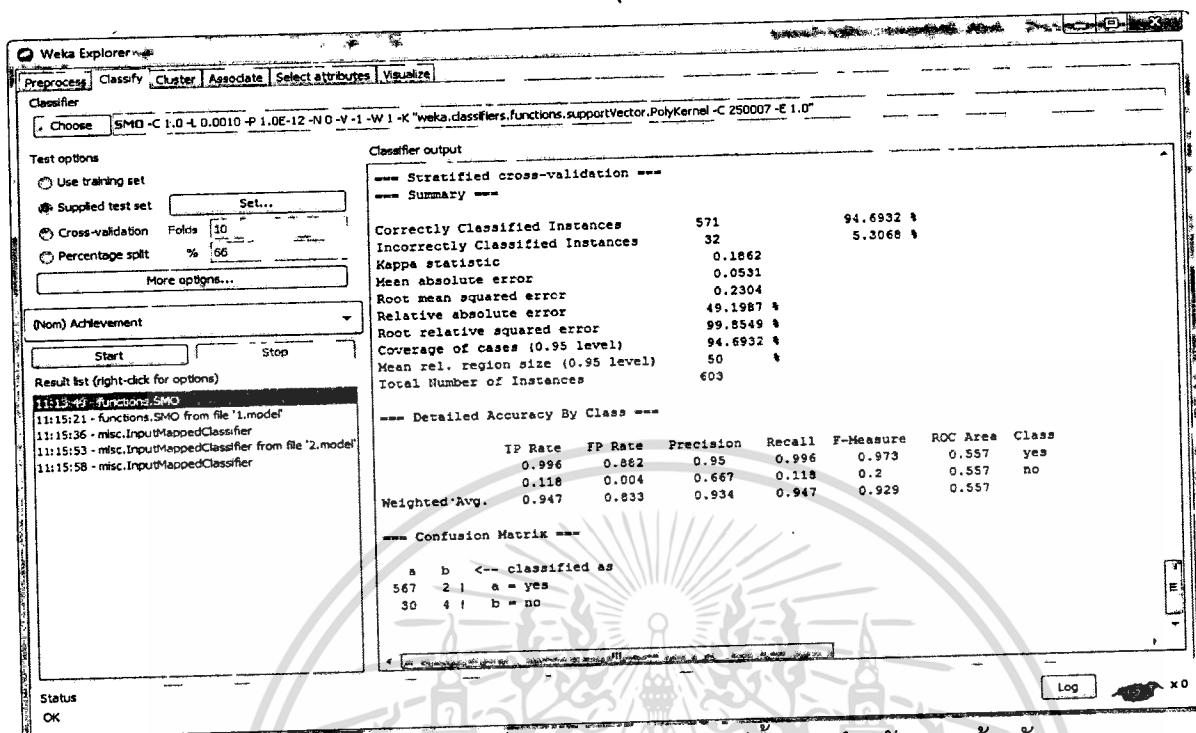 Weka Explorer
Preprocess Classify Cluster Associate Select attributes Visualize
Classifier
Choose SMO -C 1.0 -L 0.0010 -P 1.0E-12 -N 0 -V -1 -W 1 -K "weka.classifiers.functions.supportVector.PolyKernel -C 250007 -E 1.0"
Test options
Use training set
Supplied test set Set...
Cross-validation Folds 10
Percentage split % 66
More options...
(Nom) Achievement
Start Stop
Result list (right-click for options)
11:13:49 - functions.SMO
11:15:21 - functions.SMO from file '1.model'
11:15:36 - misc.InputMappedClassifier
11:15:53 - misc.InputMappedClassifier from file '2.model'
11:15:58 - misc.InputMappedClassifier
Classifier output
=== Stratified cross-validation ===
=== Summary ===
Correctly Classified Instances 571 94.6932 %
Incorrectly Classified Instances 32 5.3068 %
Kappa statistic 0.1862
Mean absolute error 0.0531
Root mean squared error 0.2304
Relative absolute error 49.1987 %
Root relative squared error 99.8549 %
Coverage of cases (0.95 level) 94.6932 %
Mean rel. region size (0.95 level) 50 %
Total Number of Instances 603
=== Detailed Accuracy By Class ===
TP Rate FP Rate Precision Recall F-Measure ROC Area Class
0.996 0.882 0.95 0.996 0.973 0.557 yes
0.118 0.004 0.667 0.118 0.2 0.557 no
Weighted Avg. 0.947 0.833 0.934 0.947 0.929 0.557
=== Confusion Matrix ===
a b <-- classified as
567 2 | a = yes
30 4 | b = no
Status
OK
Log x 0